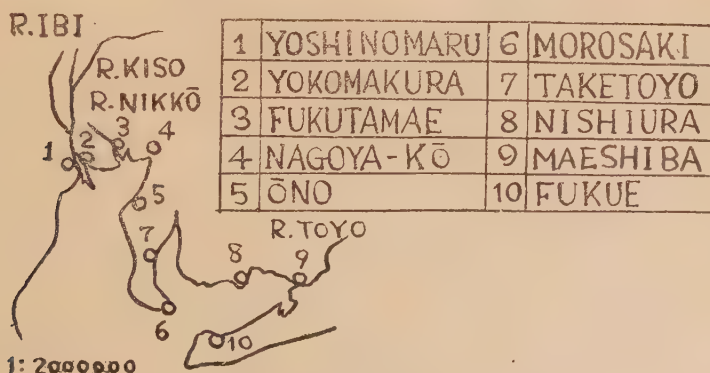 R.IBI
R.KISO
R.NIKKŌ
1 2 3 4
5
7
8
9
6
10
R.TOYO
1: 2000000
1 YOSHINOMARU 6 MOROSAKI
2 YOKOMAKURA 7 TAKETOYO
3 FUKUTAMAE 8 NISHIURA
4 NAGOYA-KŌ 9 MAESHIBA
5 ŌNO 10 FUKUE